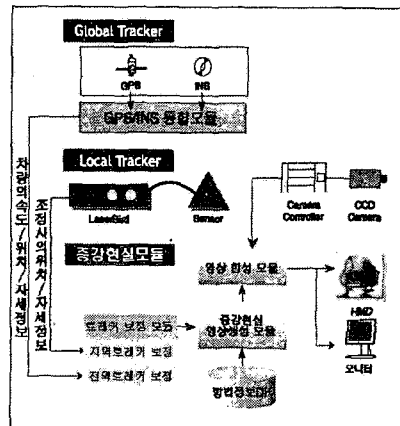 Global Tracker
GPS
INS
GPS/INS 통합모듈
차량의속도/위치/자세정보
조정사의위치/자세정보
Local Tracker
LaserBird
Sensor
Camera
Controller
CCD
Camera
증강현실모듈
영상 합성 모듈
HMD
모니터
트래커 보정 모듈
증강현실
영상생성 모듈
지역트래커 보정
전역트래커 보정